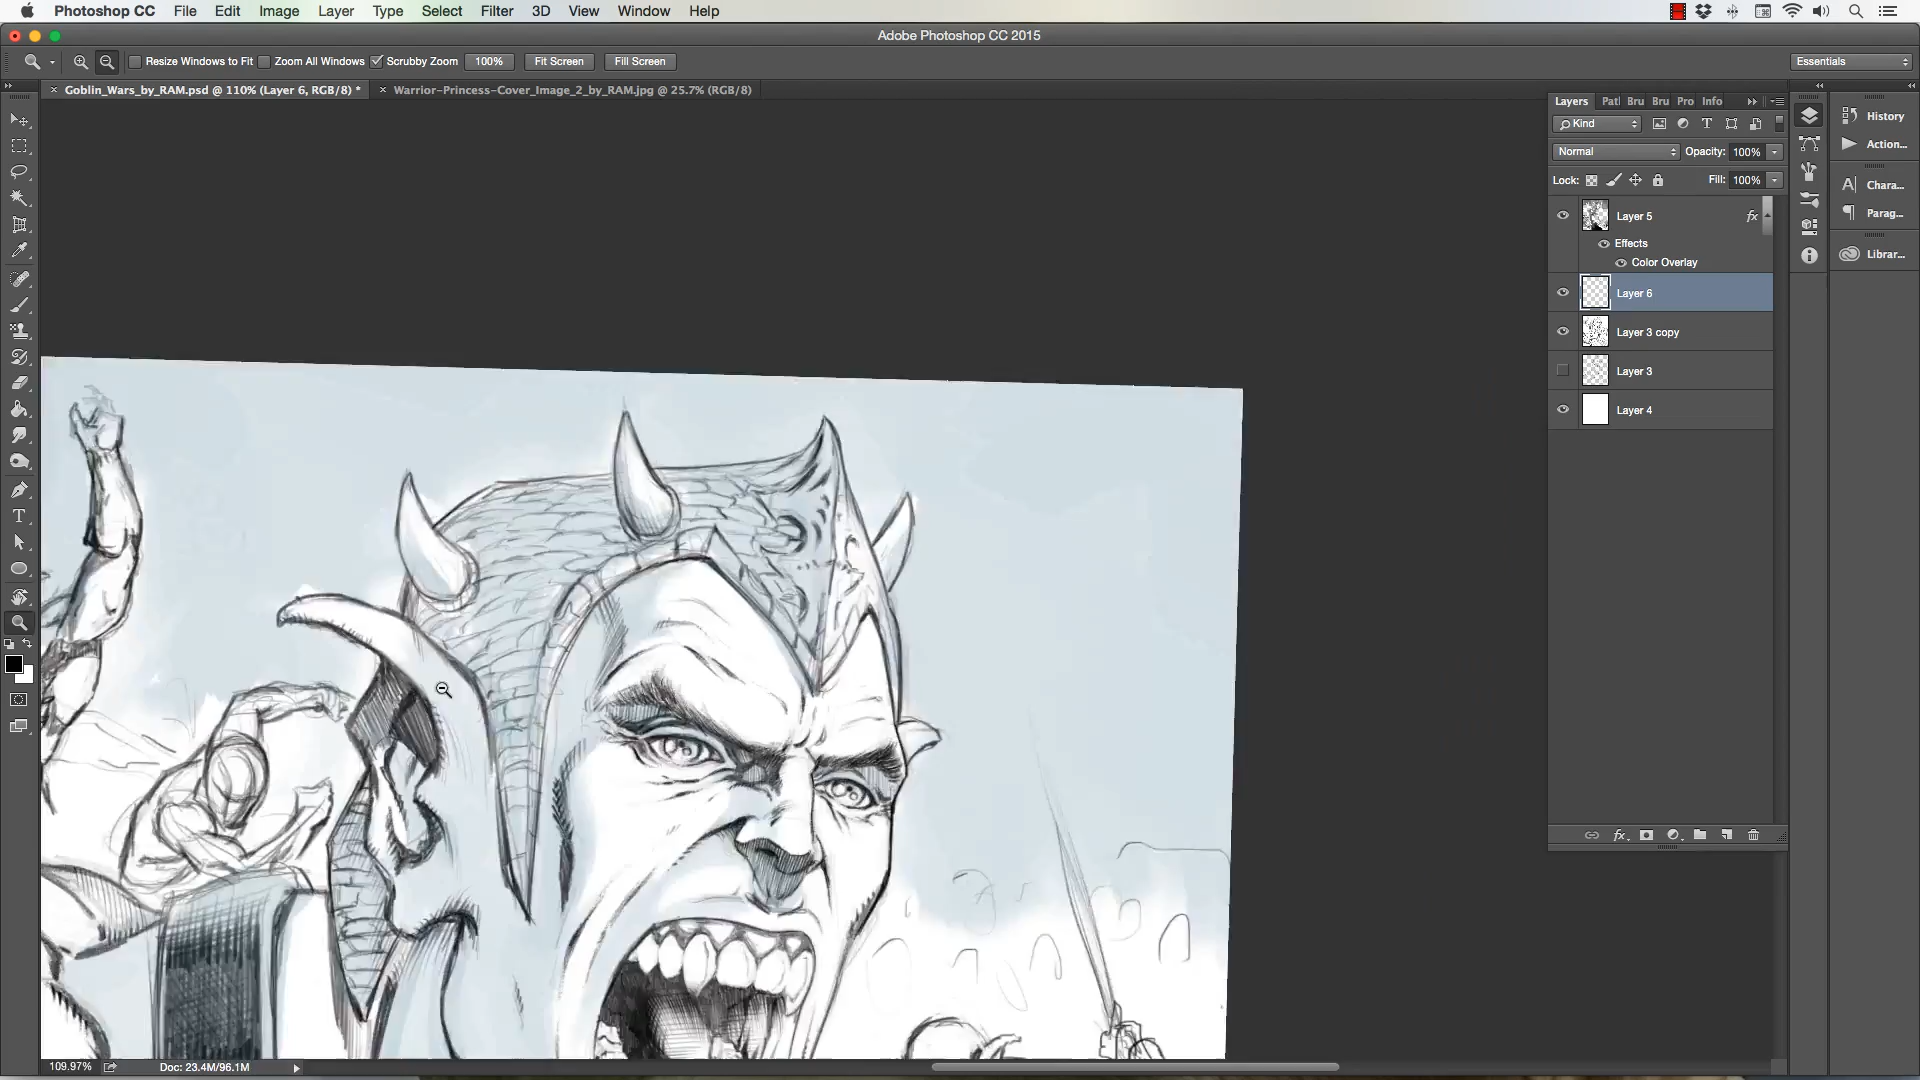 Photoshop CC File Edit Image Layer Type Select Filter 3D View Window Help
Adobe Photoshop CC 2015
Resize Windows to Fit Zoom All Windows Scrubby Zoom 100% Fit Screen Fill Screen Essentials
Goblin_Wars_by_RAM.psd @ 110% (Layer 6, RGB/8) * Warrior-Princess-Cover_Image_2_by_RAM.jpg @ 25.7% (RGB/8)
Layers Patl Bru Bru Pro Info
Kind
Normal Opacity: 100%
Lock: Fill: 100%
Layer 5 fx
Effects
Color Overlay
Layer 6
Layer 3 copy
Layer 3
Layer 4
fx
History
Action...
Chara...
Parag...
Librar...
109.97% Doc: 23.4M/96.1M